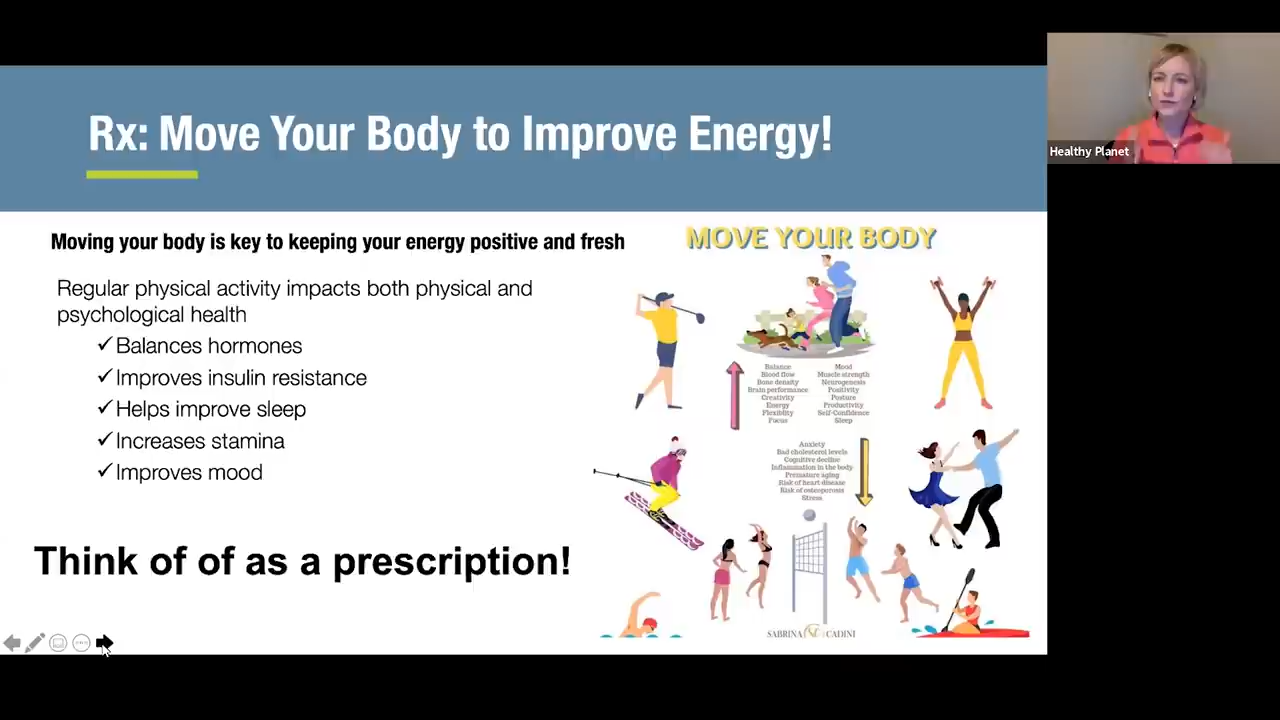 Rx: Move Your Body to Improve Energy!
Healthy Planet
Moving your body is key to keeping your energy positive and fresh
Regular physical activity impacts both physical and
psychological health
✓Balances hormones
✓Improves insulin resistance
✓Helps improve sleep
✓Increases stamina
✓Improves mood
Think of of as a prescription!
MOVE YOUR BODY
Balance
Blood flow
Bone density
Brain performance
Creativity
Energy
Flexiblity
Focus
Mood
Muscle strength
Neurogenesis
Positivity
Posture
Productivity
Self-Confidence
Sleep
Anxiety
Bad cholesterol levels
Cognitive decline
Inflammation in the body
Premature aging
Risk of heart disease
Risk of osteoporosis
Stress
SABRINA CADINI